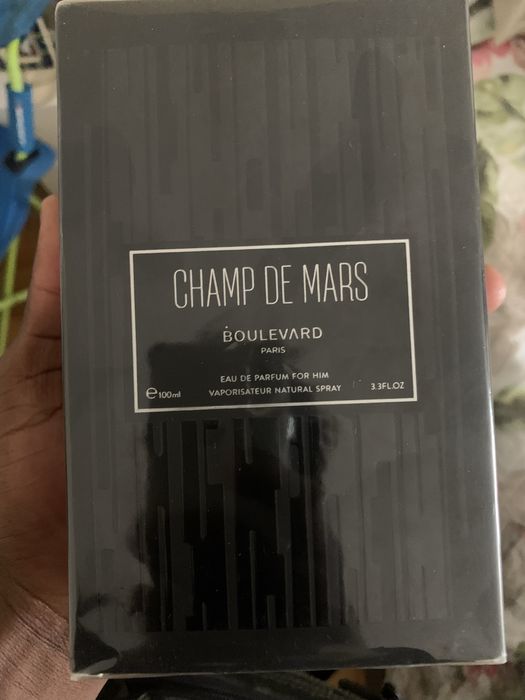 CHAMP DE MARS
BOULEVARD
PARIS
EAU DE PARFUM FOR HIM
℮100ml VAPORISATEUR NATURAL SPRAY 3.3FL.OZ